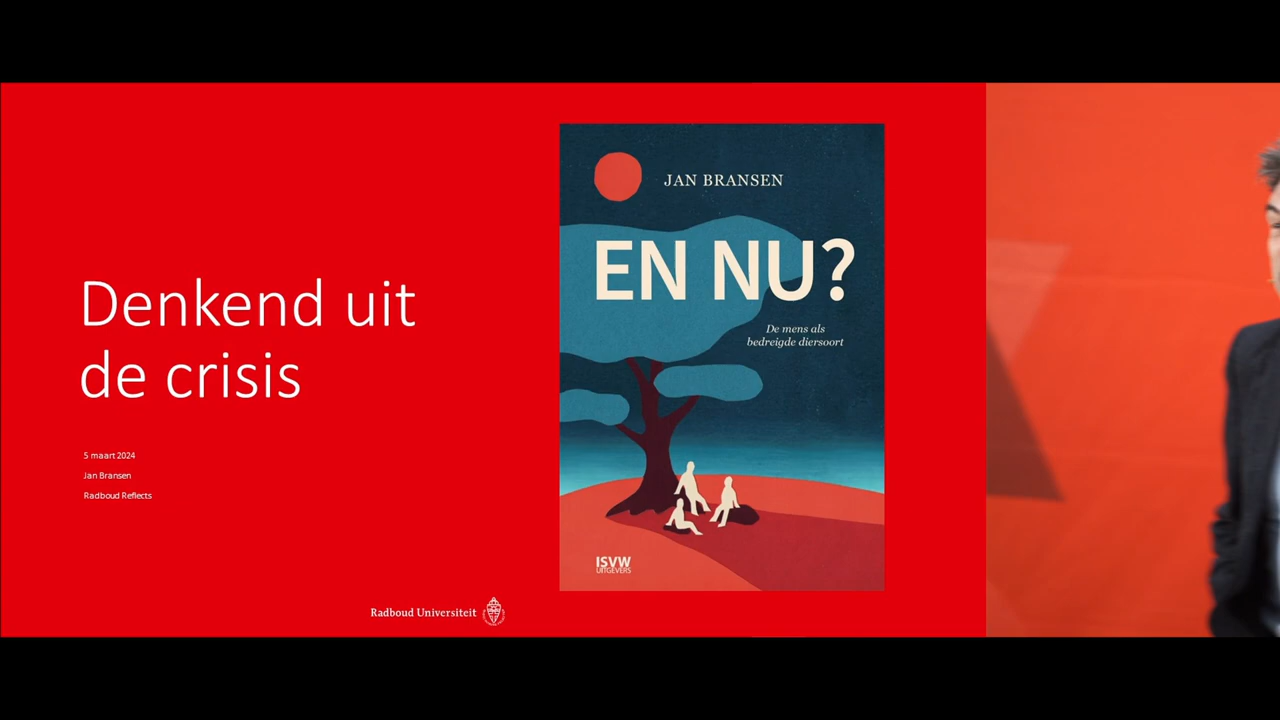 Denkend uit
de crisis
5 maart 2024
Jan Bransen
Radboud Reflects
Radboud Universiteit
JAN BRANSEN
EN NU?
De mens als
bedreigde diersoort
ISVW
UITGEVERS